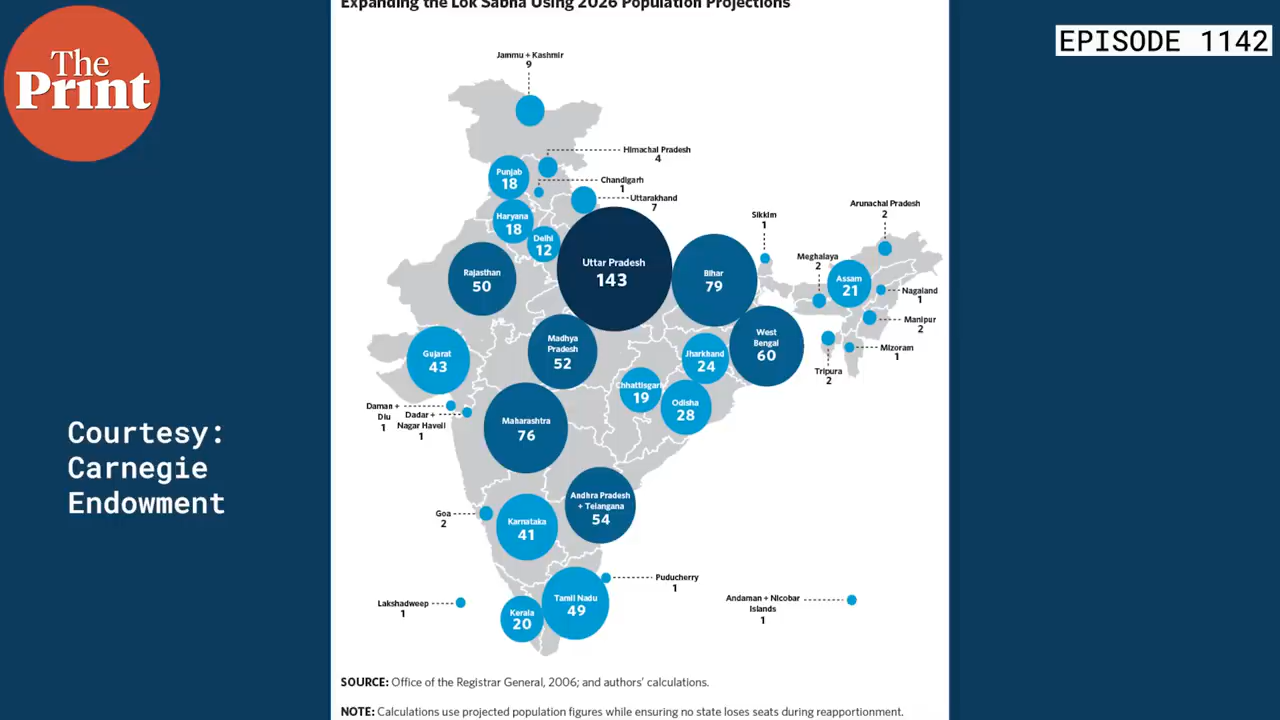 The
Print
EPISODE 1142
Expanding the Lok Sabha Using 2026 Population Projections
Jammu + Kashmir
9
Himachal Pradesh
4
Punjab
18
Chandigarh
1
Uttarakhand
7
Haryana
18
Delhi
12
Sikkim
1
Arunachal Pradesh
2
Uttar Pradesh
143
Bihar
79
Rajasthan
50
Meghalaya
2
Assam
21
Nagaland
1
Manipur
2
Mizoram
1
Tripura
2
West
Bengal
60
Madhya
Pradesh
52
Jharkhand
24
Gujarat
43
Chhattisgarh
19
Odisha
28
Daman +
Diu
1
Dadar +
Nagar Haveli
1
Maharashtra
76
Andhra Pradesh
+ Telangana
54
Goa
2
Karnataka
41
Puducherry
1
Lakshadweep
1
Kerala
20
Tamil Nadu
49
Andaman + Nicobar
Islands
1
Courtesy:
Carnegie
Endowment
SOURCE: Office of the Registrar General, 2006; and authors' calculations.
NOTE: Calculations use projected population figures while ensuring no state loses seats during reapportionment.